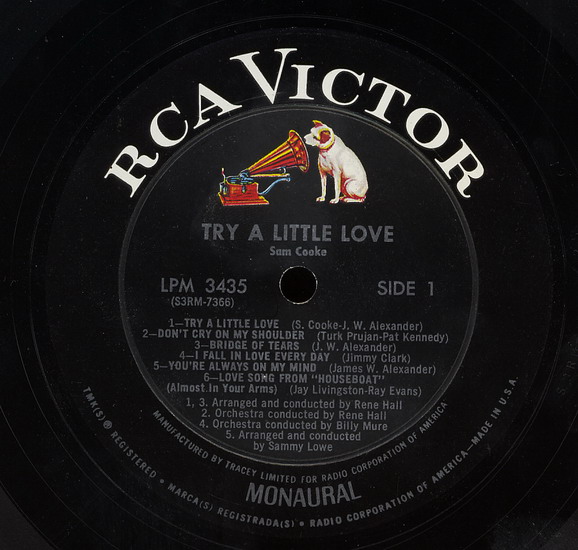 RCA VICTOR
TRY A LITTLE LOVE
Sam Cooke
LPM 3435
SIDE 1
(S3RM-7366)
1—TRY A LITTLE LOVE (S. Cooke-J. W. Alexander)
2—DON'T CRY ON MY SHOULDER (Turk Prujan-Pat Kennedy)
3—BRIDGE OF TEARS (J. W. Alexander)
4—I FALL IN LOVE EVERY DAY (Jimmy Clark)
5—YOU'RE ALWAYS ON MY MIND (James W. Alexander)
6—LOVE SONG FROM "HOUSEBOAT"
(Almost In Your Arms) (Jay Livingston-Ray Evans)
1, 3. Arranged and conducted by Rene Hall
2. Orchestra conducted by Rene Hall
4. Orchestra conducted by Billy Mure
5. Arranged and conducted
by Sammy Lowe
MANUFACTURED BY TRACEY LIMITED FOR RADIO CORPORATION OF AMERICA
MONAURAL
TMK(S) ® REGISTERED • MARCA(S) REGISTRADA(S) • RADIO CORPORATION OF AMERICA—MADE IN U.S.A.